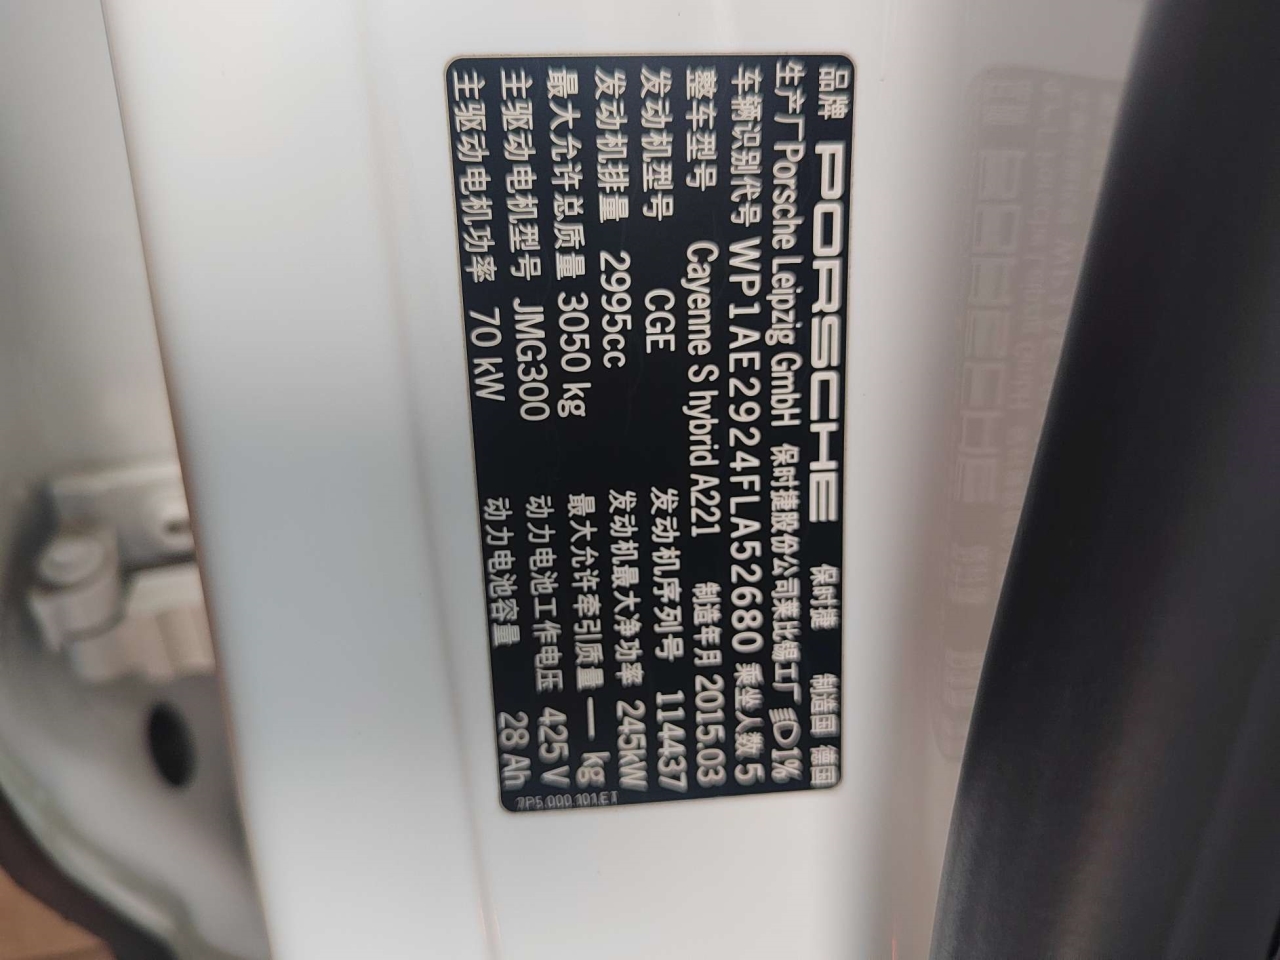 品牌 PORSCHE 保时捷 制造国 德国
生产厂 Porsche Leipzig GmbH 保时捷股份公司莱比锡工厂 1%
车辆识别代号 WP1AE2924FLA52680 乘坐人数 5
整车型号 Cayenne S hybrid A221 制造年月 2015.03
发动机型号 CGE 发动机序列号 114437
发动机排量 2995cc 发动机最大净功率 245kW
最大允许总质量 3050 kg 最大允许牵引质量 — kg
主驱动电机型号 JMG300 动力电池工作电压 425 V
主驱动电机功率 70 kW 动力电池容量 28 Ah
7P5.000.101.ET